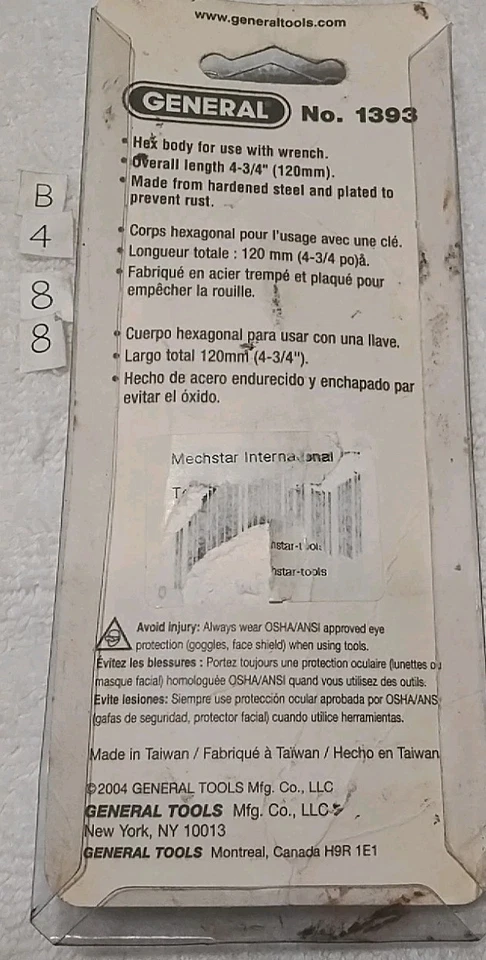 www.generaltools.com
GENERAL® No. 1393
• Hex body for use with wrench.
• Overall length 4-3/4" (120mm).
• Made from hardened steel and plated to
prevent rust.
• Corps hexagonal pour l'usage avec une clé.
• Longueur totale : 120 mm (4-3/4 po)â.
• Fabriqué en acier trempé et plaqué pour
empêcher la rouille.
• Cuerpo hexagonal para usar con una llave.
• Largo total 120mm (4-3/4").
• Hecho de acero endurecido y enchapado par
evitar el óxido.
B
4
8
8
Mechstar International
0
Avoid injury: Always wear OSHA/ANSI approved eye
protection (goggles, face shield) when using tools.
Évitez les blessures : Portez toujours une protection oculaire (lunettes ou
masque facial) homologuée OSHA/ANSI quand vous utilisez des outils.
Evite lesiones: Siempre use protección ocular aprobada por OSHA/ANS
(gafas de seguridad, protector facial) cuando utilice herramientas.
Made in Taiwan / Fabriqué à Taïwan / Hecho en Taiwan
©2004 GENERAL TOOLS Mfg. Co., LLC
GENERAL TOOLS Mfg. Co., LLC
New York, NY 10013
GENERAL TOOLS Montreal, Canada H9R 1E1